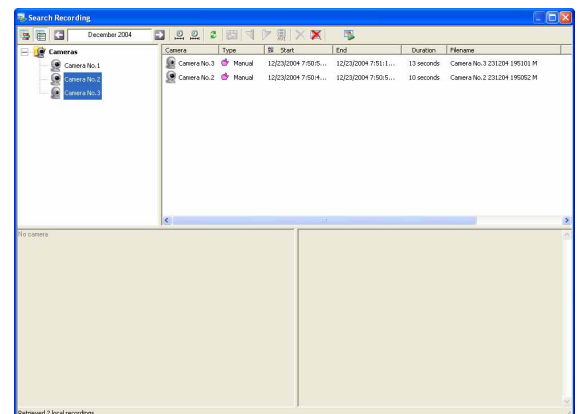 Search Recording
December 2004
Cameras
Camera No.1
Camera No.2
Camera No.3
Camera Type Start End Duration Filename
Camera No.3 Manual 12/23/2004 7:50:5... 12/23/2004 7:51:1... 13 seconds Camera No.3 231204 195101 M
Camera No.2 Manual 12/23/2004 7:50:4... 12/23/2004 7:50:5... 10 seconds Camera No.2 231204 195052 M
No camera
Retrieved 2 local recordings